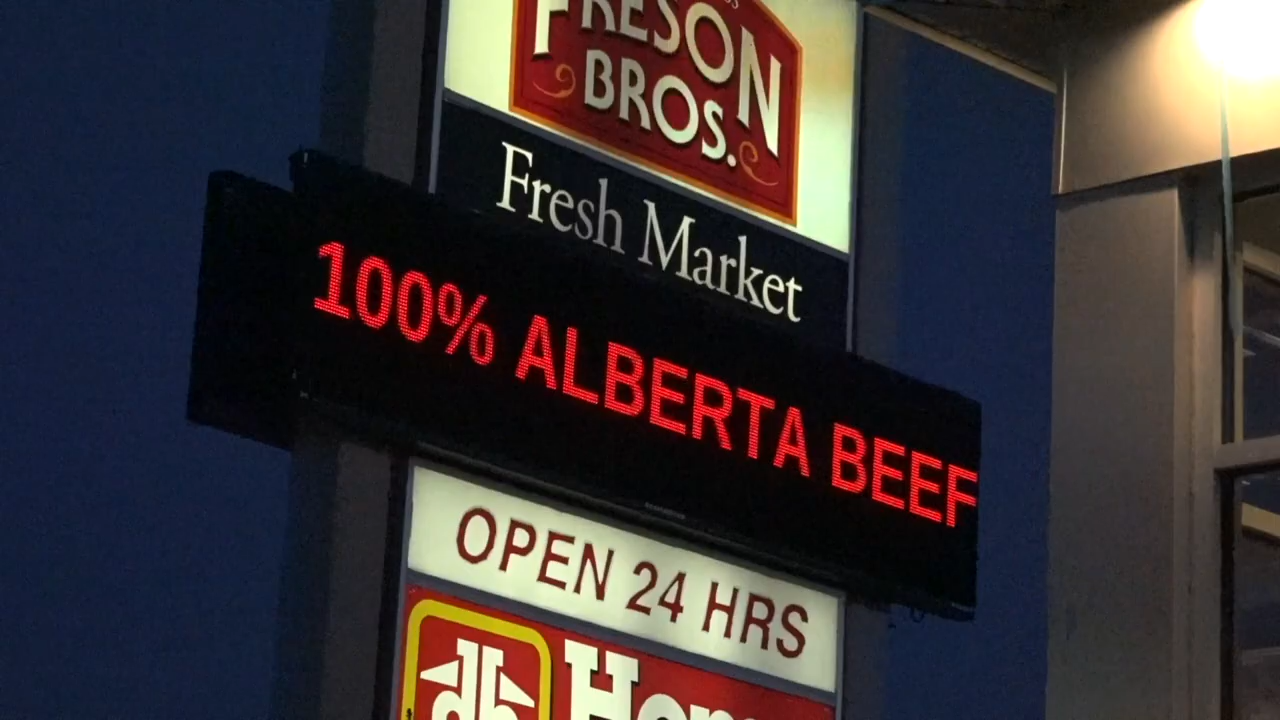 FRESON
BROS.
Fresh Market
100% ALBERTA BEEF
OPEN 24 HRS